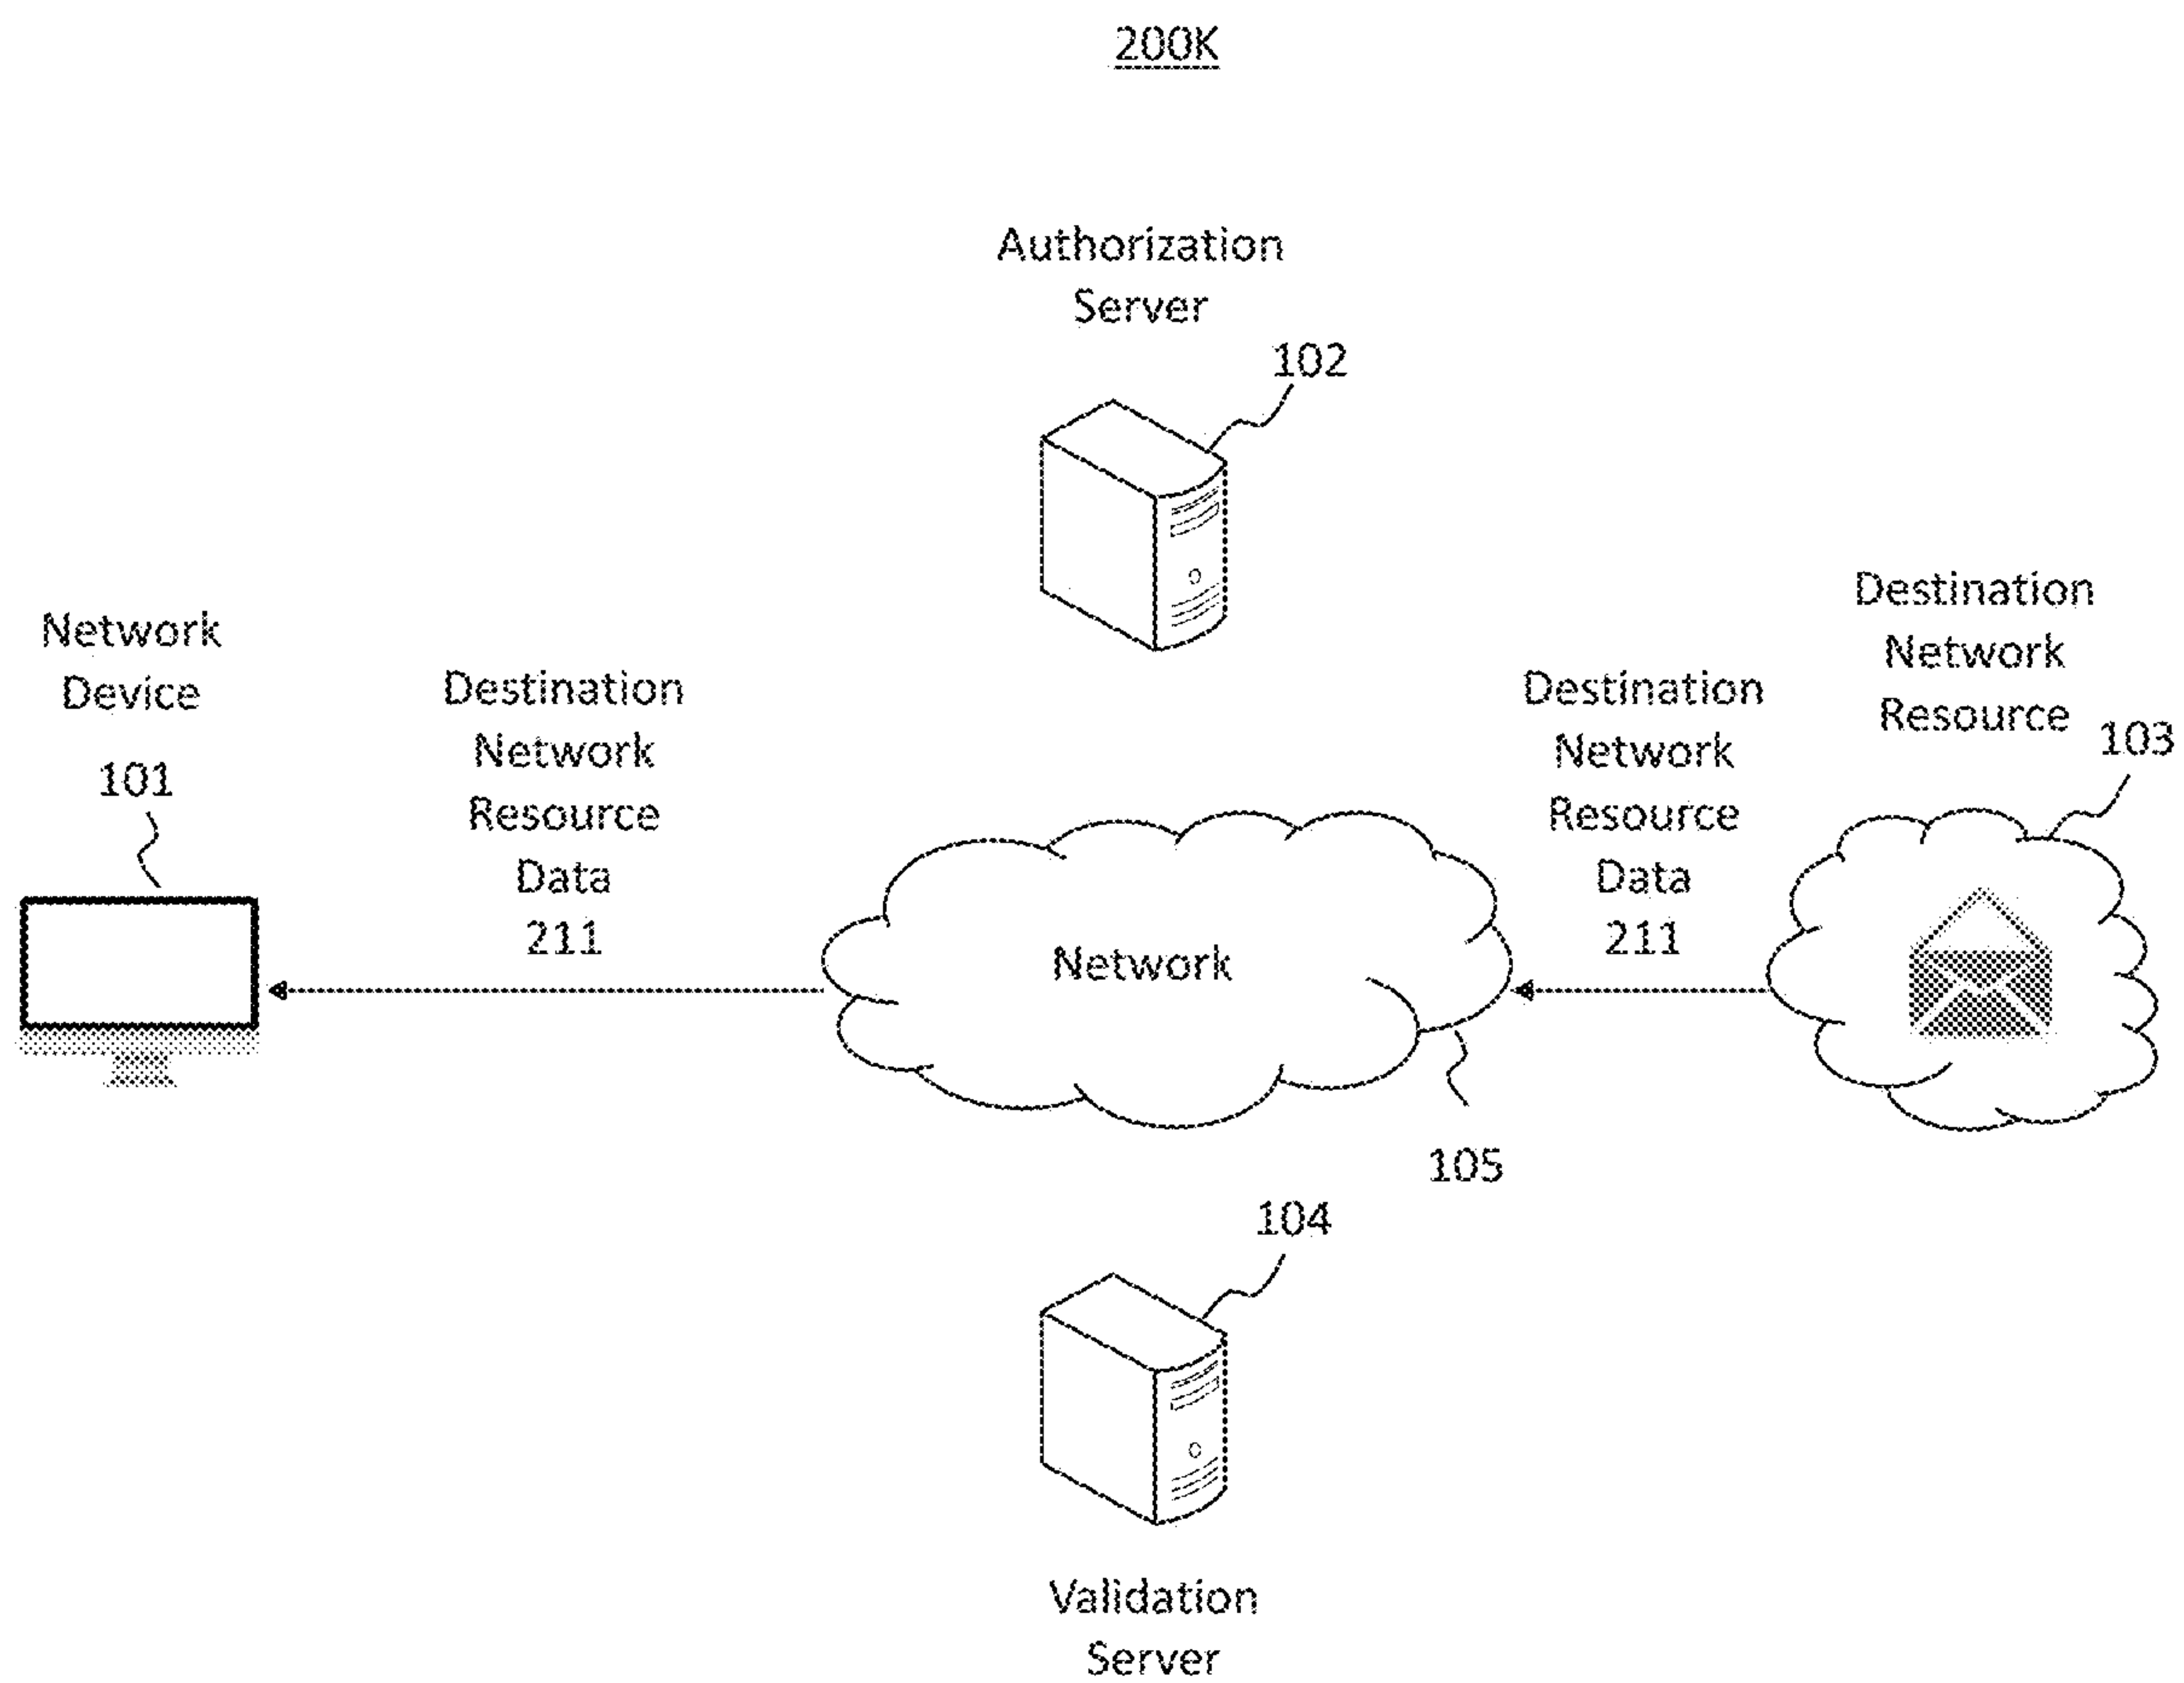 200K
Authorization
Server
102
Network
Device
101
Destination
Network
Resource
Data
211
Network
105
Destination
Network
Resource
Data
211
Destination
Network
Resource
103
104
Validation
Server